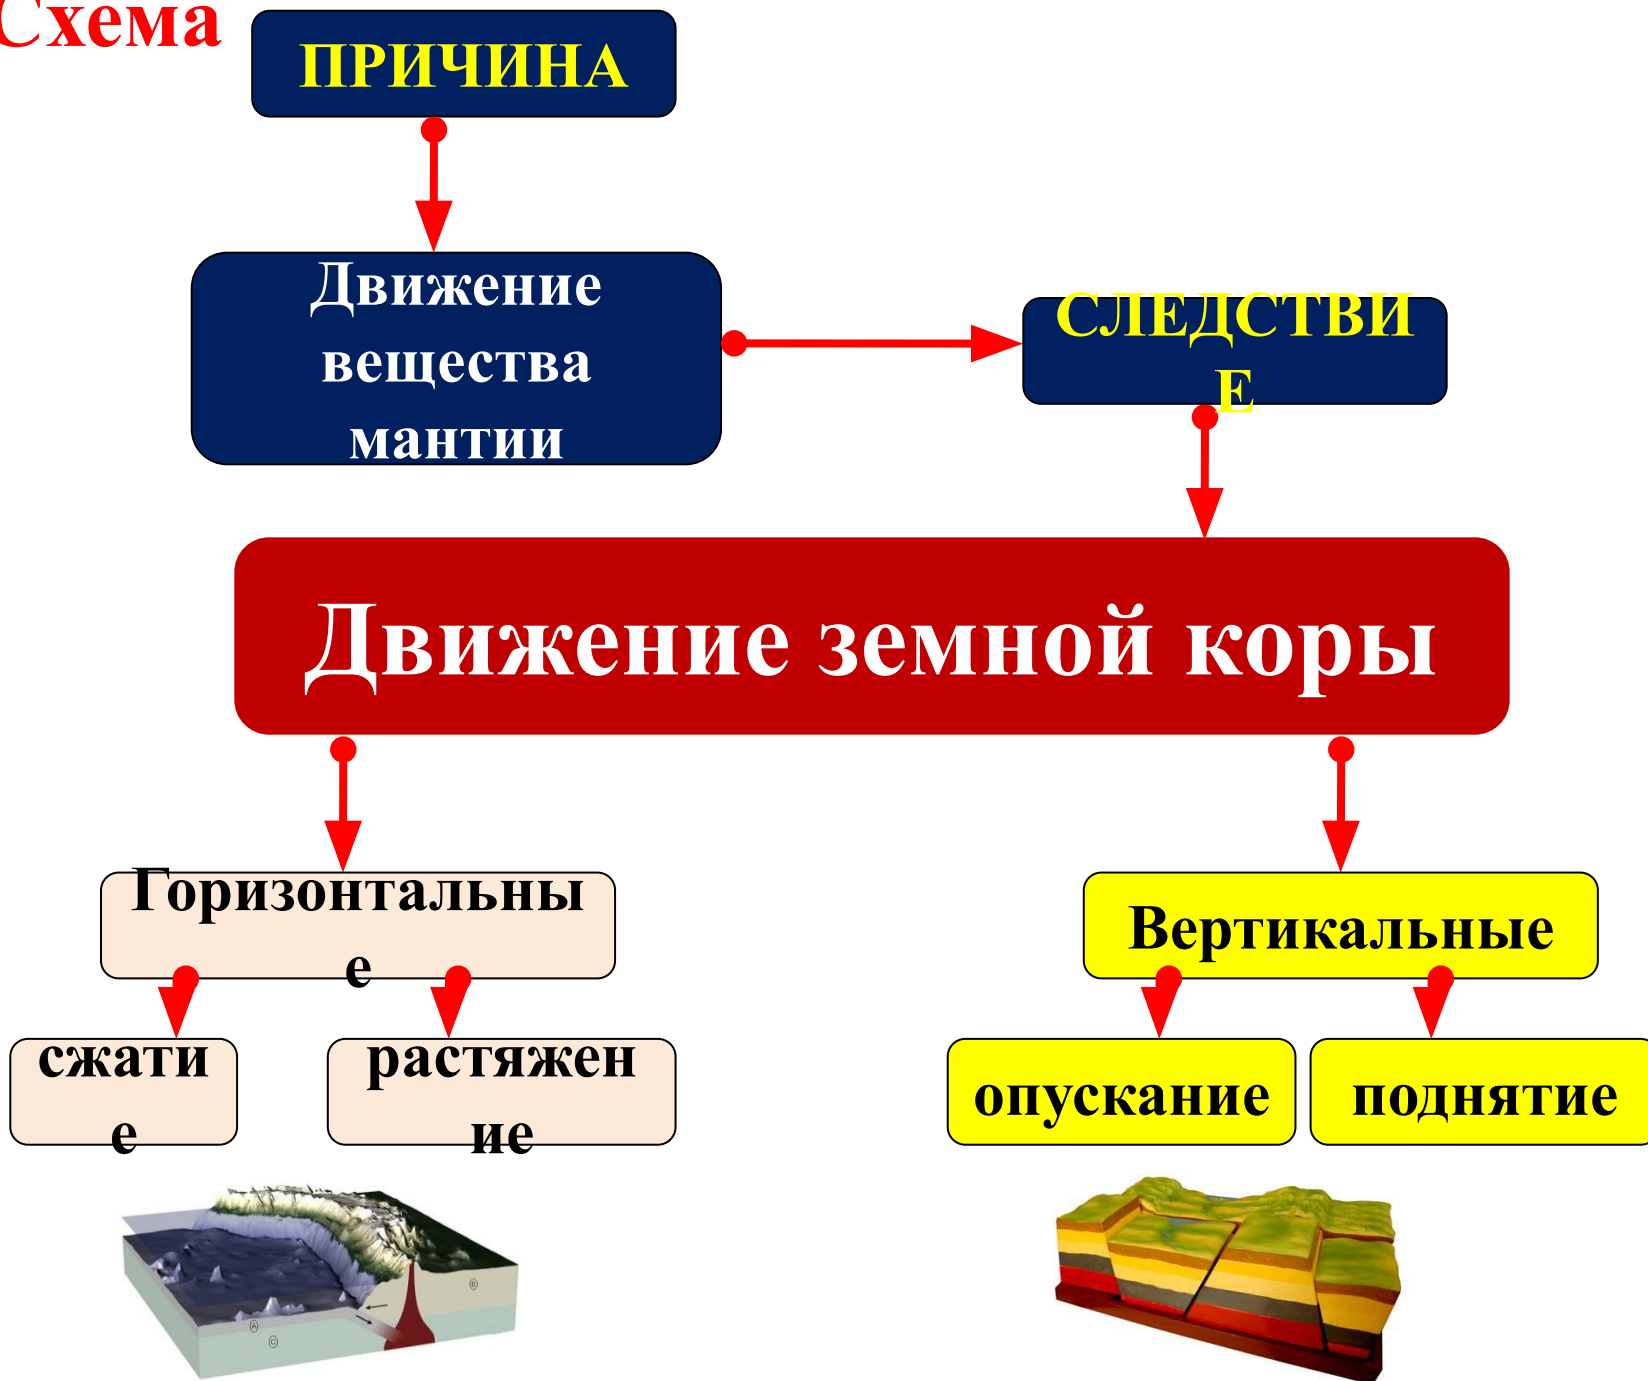 Схема
ПРИЧИНА
Движение
вещества
мантии
СЛЕДСТВИ
Е
Движение земной коры
Горизонтальны
е
Вертикальные
сжати
е
растяжен
ие
опускание
поднятие
B
A
C